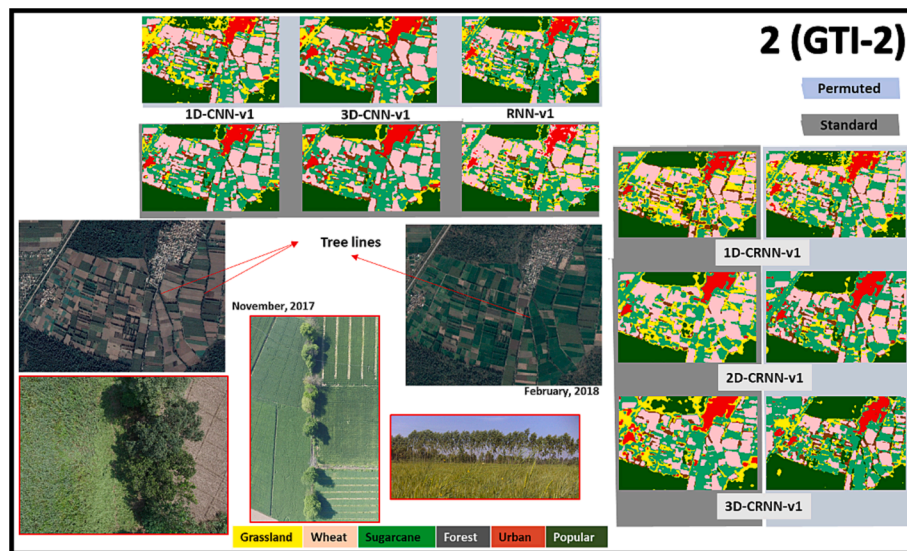 2 (GTI-2)
Permuted
Standard
1D-CNN-v1 3D-CNN-v1 RNN-v1
1D-CRNN-v1
Tree lines
November, 2017
2D-CRNN-v1
February, 2018
3D-CRNN-v1
Grassland Wheat Sugarcane Forest Urban Popular